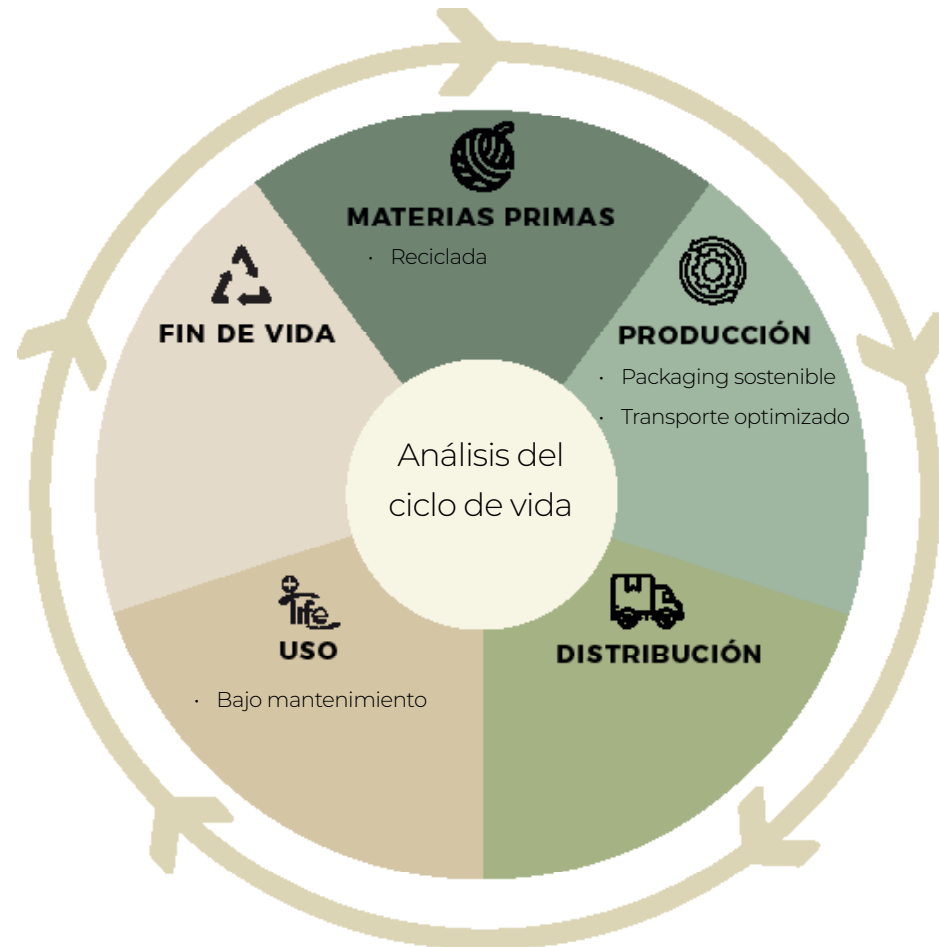 MATERIAS PRIMAS
• Reciclada
PRODUCCIÓN
• Packaging sostenible
• Transporte optimizado
DISTRIBUCIÓN
life
USO
• Bajo mantenimiento
FIN DE VIDA
Análisis del
ciclo de vida